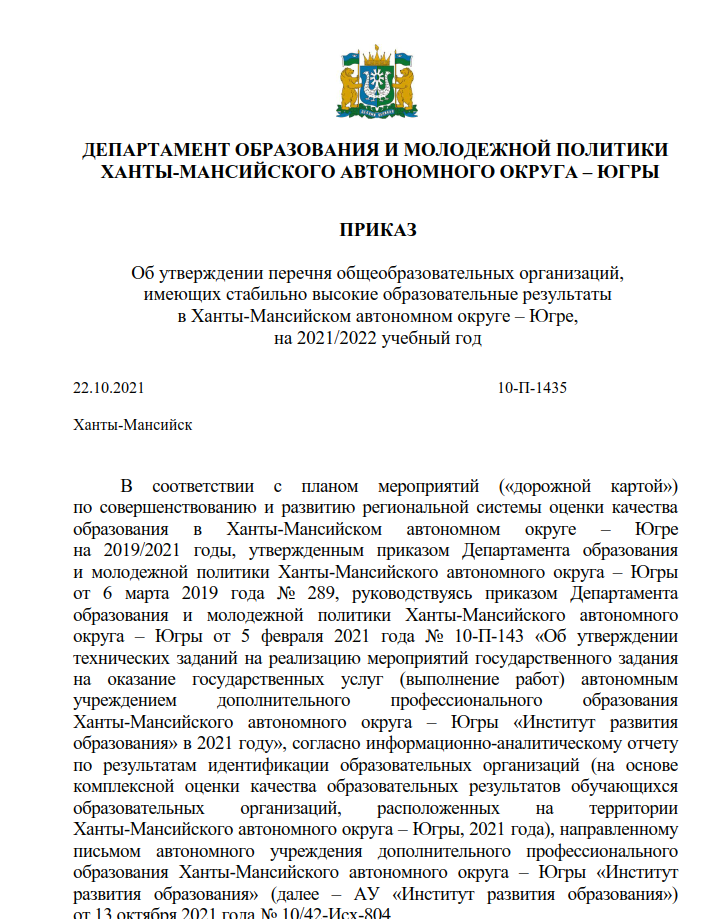 ДЕПАРТАМЕНТ ОБРАЗОВАНИЯ И МОЛОДЕЖНОЙ ПОЛИТИКИ
ХАНТЫ-МАНСИЙСКОГО АВТОНОМНОГО ОКРУГА – ЮГРЫ
ПРИКАЗ
Об утверждении перечня общеобразовательных организаций,
имеющих стабильно высокие образовательные результаты
в Ханты-Мансийском автономном округе – Югре,
на 2021/2022 учебный год
22.10.2021 10-П-1435
Ханты-Мансийск
В соответствии с планом мероприятий («дорожной картой»)
по совершенствованию и развитию региональной системы оценки качества
образования в Ханты-Мансийском автономном округе – Югре
на 2019/2021 годы, утвержденным приказом Департамента образования
и молодежной политики Ханты-Мансийского автономного округа – Югры
от 6 марта 2019 года № 289, руководствуясь приказом Департамента
образования и молодежной политики Ханты-Мансийского автономного
округа – Югры от 5 февраля 2021 года № 10-П-143 «Об утверждении
технических заданий на реализацию мероприятий государственного задания
на оказание государственных услуг (выполнение работ) автономным
учреждением дополнительного профессионального образования
Ханты-Мансийского автономного округа – Югры «Институт развития
образования» в 2021 году», согласно информационно-аналитическому отчету
по результатам идентификации образовательных организаций (на основе
комплексной оценки качества образовательных результатов обучающихся
образовательных организаций, расположенных на территории
Ханты-Мансийского автономного округа – Югры, 2021 года), направленному
письмом автономного учреждения дополнительного профессионального
образования Ханты-Мансийского автономного округа – Югры «Институт
развития образования» (далее – АУ «Институт развития образования»)
от 13 октября 2021 года № 10/42-Исх-804